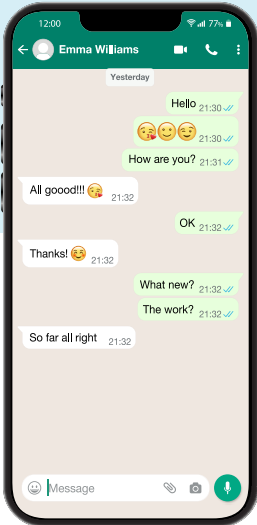 12:00 77%
Emma Williams
Yesterday
Hello 21:30
😘🙂😉 21:30
How are you? 21:31
All goood!!! 😘 21:32
OK 21:32
Thanks! ☺️ 21:32
What new? 21:32
The work? 21:32
So far all right 21:32
Message